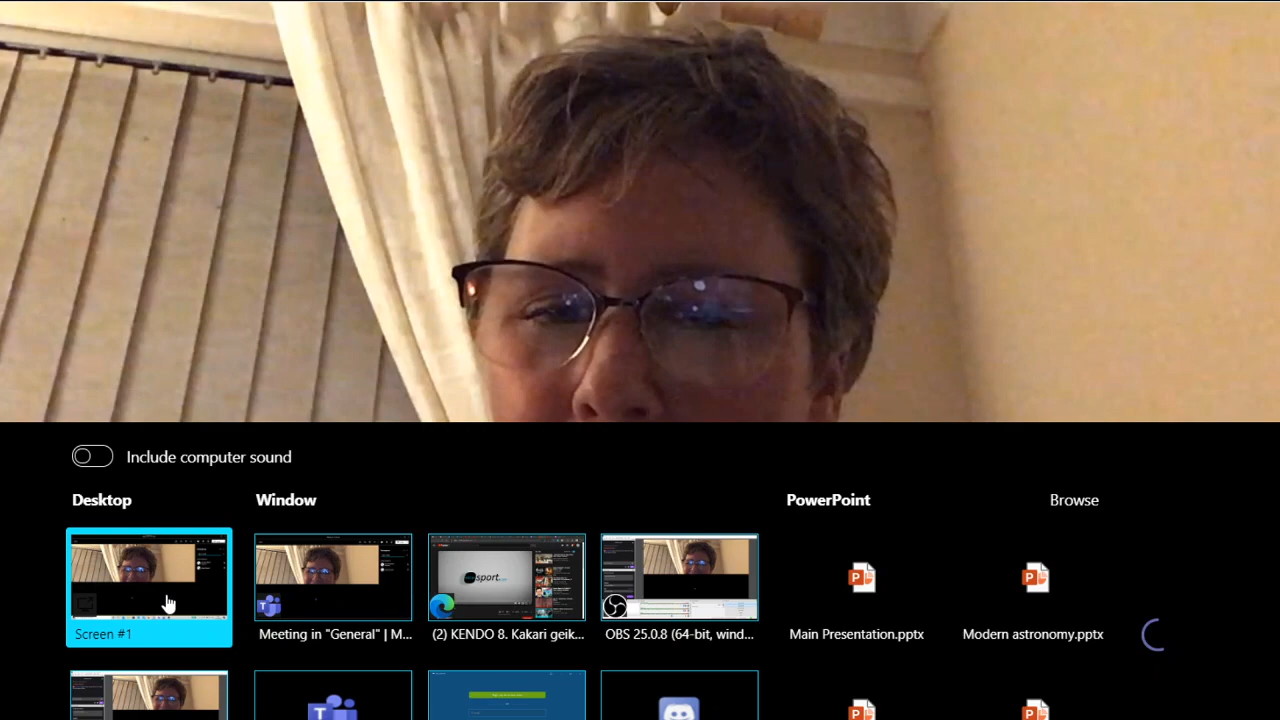 Include computer sound
Desktop
Window
PowerPoint
Browse
sport
Screen #1
Meeting in "General" | M...
(2) KENDO 8. Kakari geik...
OBS 25.0.8 (64-bit, wind...
Main Presentation.pptx
Modern astronomy.pptx